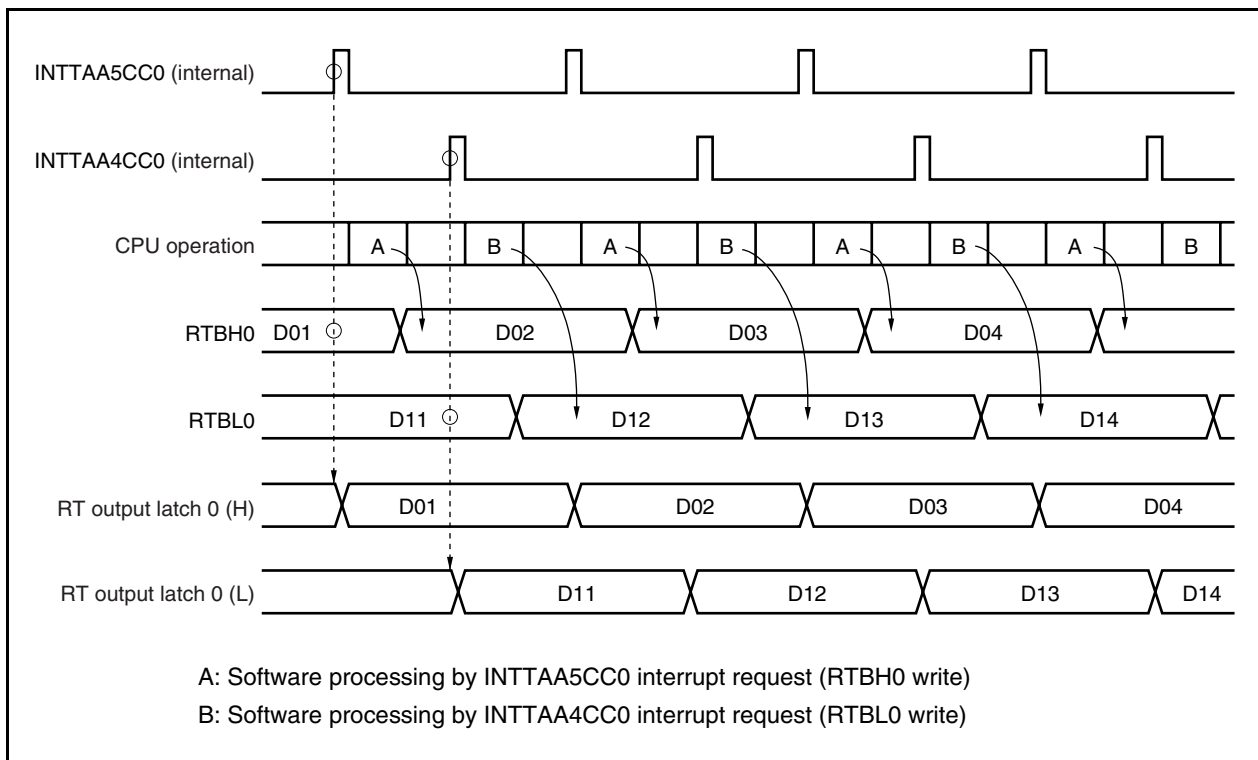 INTTAA5CC0 (internal)
INTTAA4CC0 (internal)
CPU operation A B A B A B A B
RTBH0 D01 D02 D03 D04
RTBL0 D11 D12 D13 D14
RT output latch 0 (H) D01 D02 D03 D04
RT output latch 0 (L) D11 D12 D13 D14
A: Software processing by INTTAA5CC0 interrupt request (RTBH0 write)
B: Software processing by INTTAA4CC0 interrupt request (RTBL0 write)